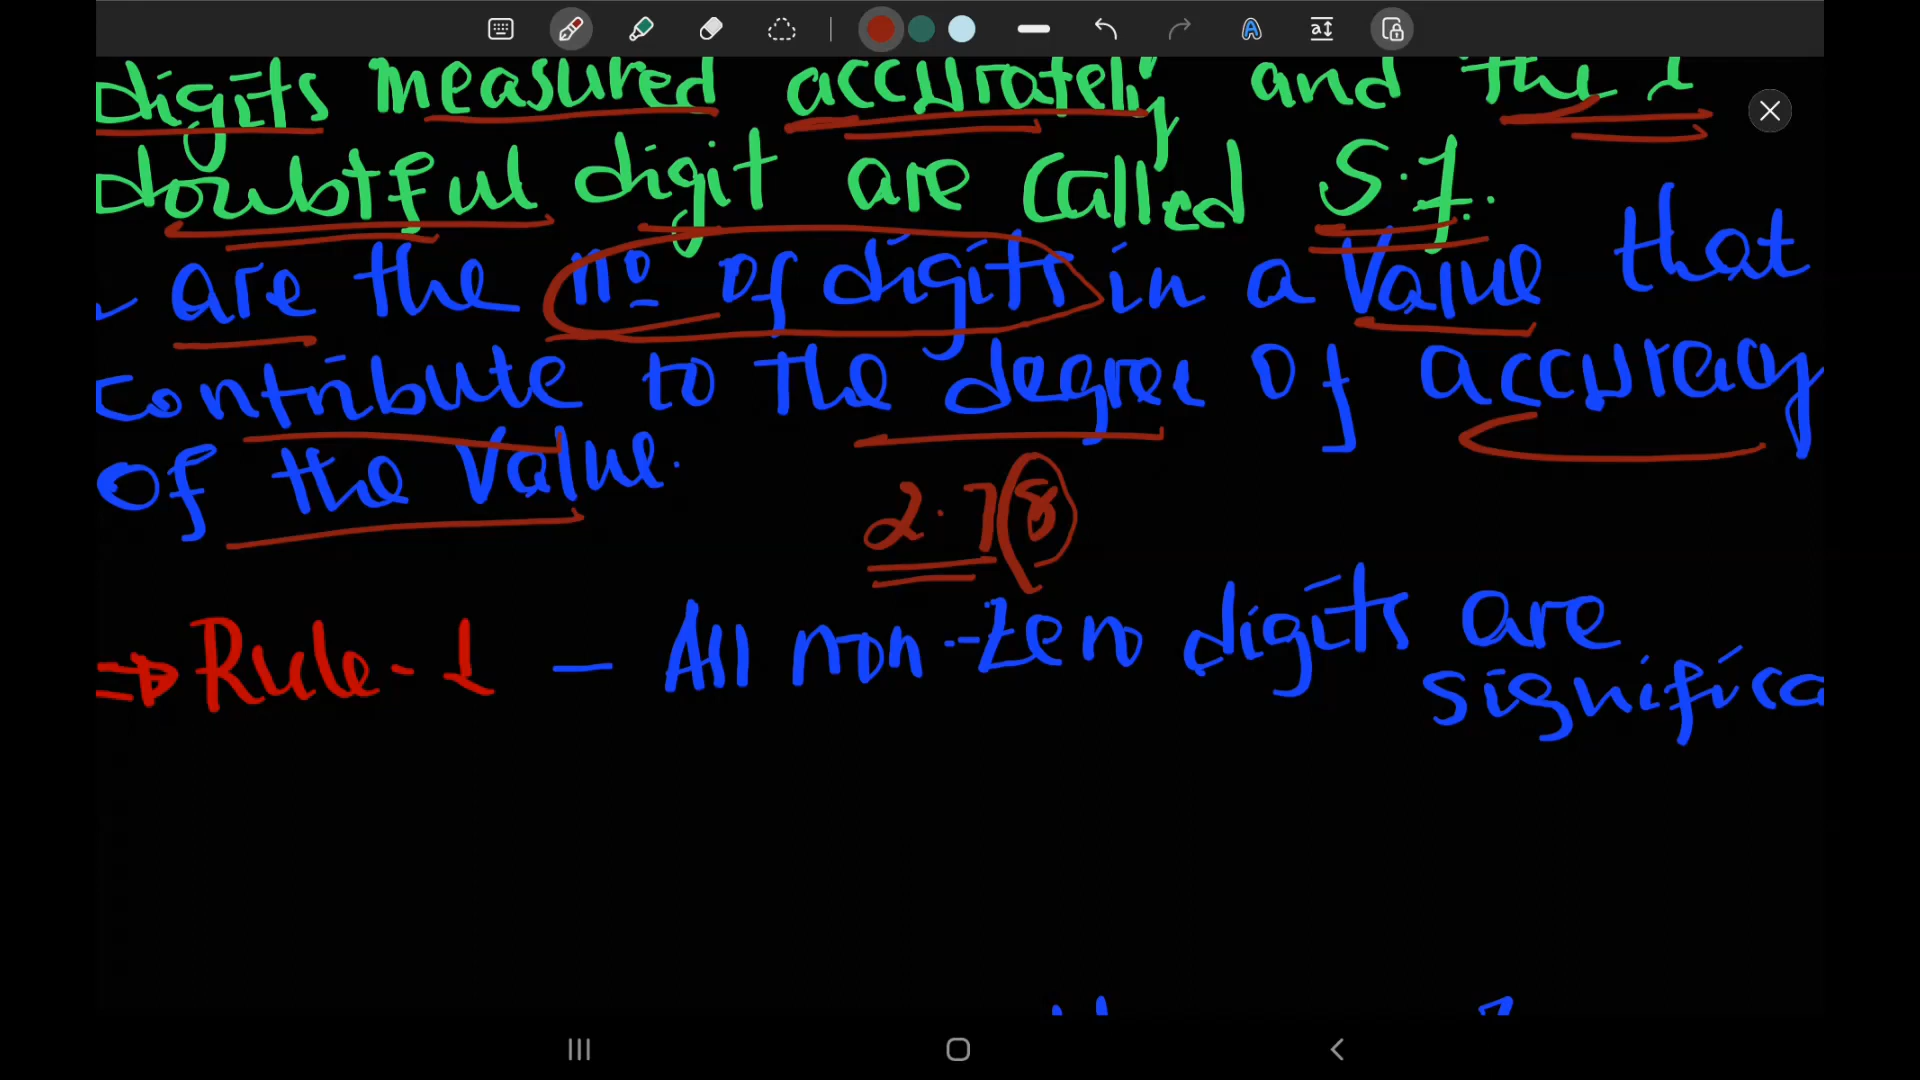 digits measured accurately and the 1
doubtful digit are called S.f.
are the no of digits in a value that
contribute to the degree of accuracy
of the value.
2.78
⇒ Rule-1 — All non-zero digits are
significa